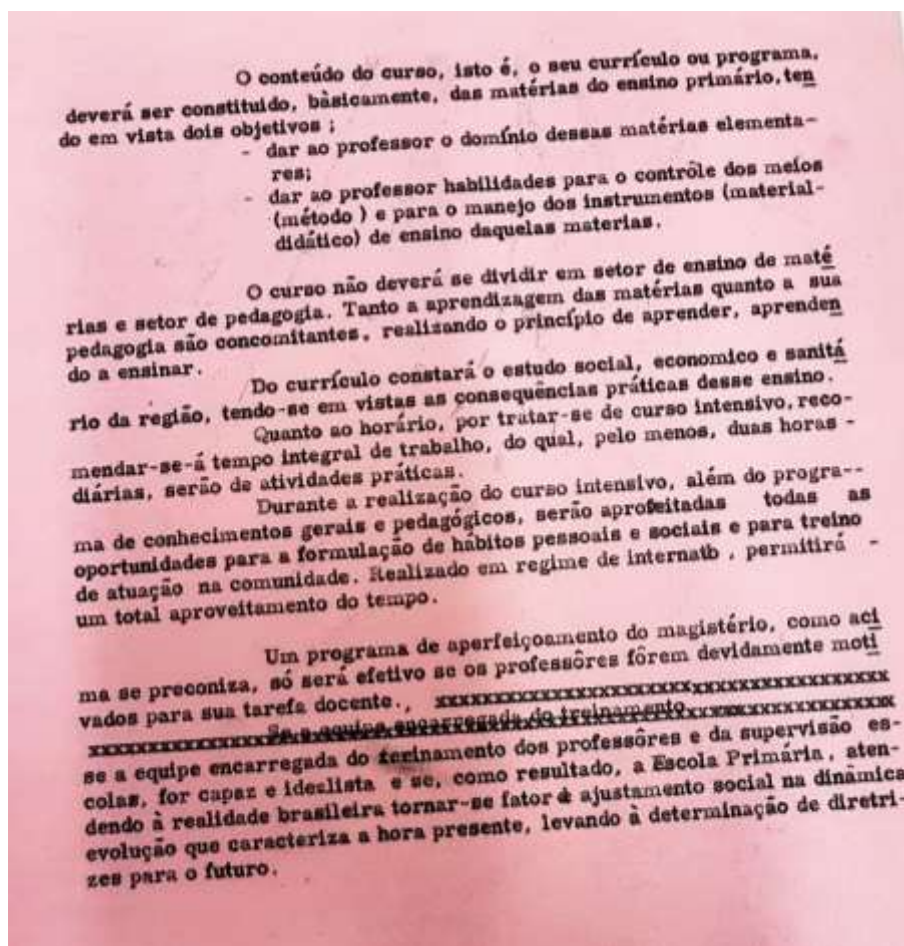 O conteúdo do curso, isto é, o seu currículo ou programa,
deverá ser constituido, bàsicamente, das matérias do ensino primário, ten
do em vista dois objetivos ;
- dar ao professor o domínio dessas matérias elementa-
res;
- dar ao professor habilidades para o contrôle dos meios
(método ) e para o manejo dos instrumentos (material-
didático) de ensino daquelas materias.
O curso não deverá se dividir em setor de ensino de maté
rias e setor de pedagogia. Tanto a aprendizagem das matérias quanto a sua
pedagogia são concomitantes, realizando o princípio de aprender, aprenden
do a ensinar.
Do currículo constará o estudo social, economico e sanitá
rio da região, tendo-se em vistas as consequências práticas desse ensino.
Quanto ao horário, por tratar-se de curso intensivo, reco-
mendar-se-á tempo integral de trabalho, do qual, pelo menos, duas horas -
diárias, serão de atividades práticas.
Durante a realização do curso intensivo, além do progra--
ma de conhecimentos gerais e pedagógicos, serão aprofeitadas todas as
oportunidades para a formulação de hábitos pessoais e sociais e para treino
de atuação na comunidade. Realizado em regime de internatb , permitirá -
um total aproveitamento do tempo.
Um programa de aperfeiçoamento do magistério, como aci
ma se preconiza, só será efetivo se os professôres fôrem devidamente moti
vados para sua tarefa docente., xxxxxxxxxxxxxxxxxxxxxxxxxxxxxxxxxxxxxxxx
Se a equipe encarregada do treinamento
xxxxxxxxxxxxxxxxxxxxxxxxxxxxxxxxxxxxxxxxxxxxxxxxxxxxxxxxxxxxxxxxxxxxxx
se a equipe encarregada do terinamento dos professôres e da supervisão es-
colas, for capaz e idealista e se, como resultado, a Escola Primária, aten-
dendo à realidade brasileira tornar-se fator de ajustamento social na dinâmica
evolução que caracteriza a hora presente, levando à determinação de diretri-
zes para o futuro.